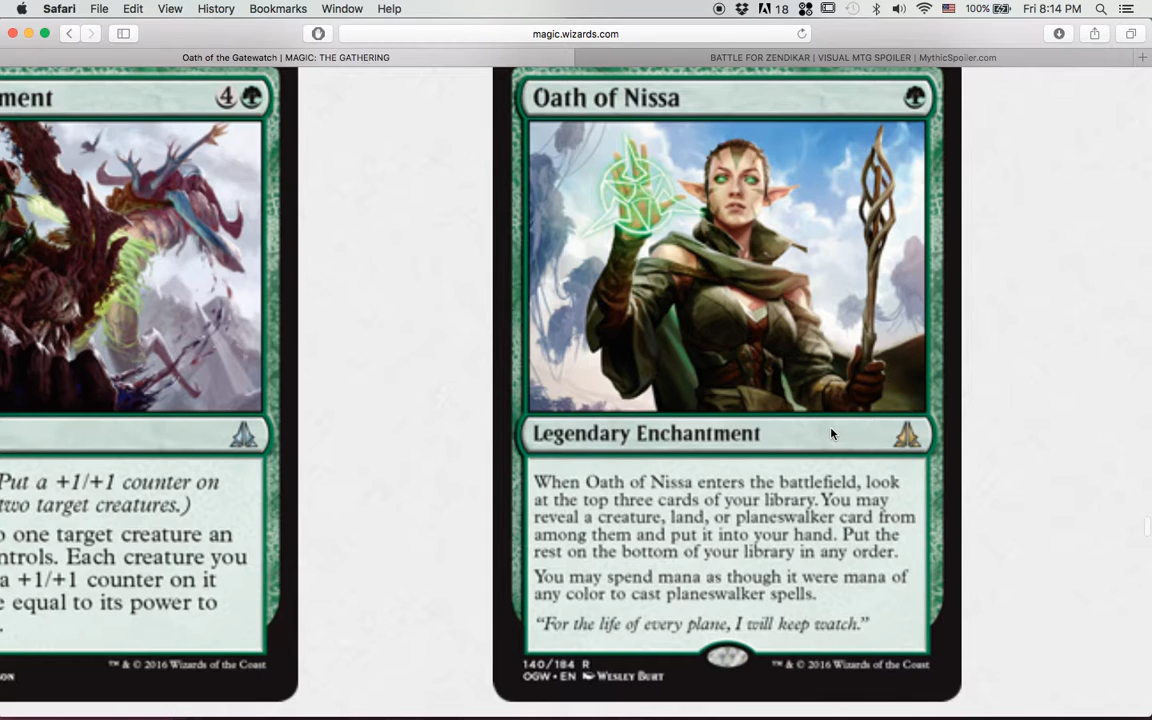 Safari File Edit View History Bookmarks Window Help
18 100% Fri 8:14 PM
magic.wizards.com
Oath of the Gatewatch | MAGIC: THE GATHERING
BATTLE FOR ZENDIKAR | VISUAL MTG SPOILER | MythicSpoiler.com
ment 4
Put a +1/+1 counter on
two target creatures.)
o one target creature an
ntrols. Each creature you
a +1/+1 counter on it
e equal to its power to
.
™ & © 2016 Wizards of the Coast
SON
Oath of Nissa
Legendary Enchantment
When Oath of Nissa enters the battlefield, look
at the top three cards of your library. You may
reveal a creature, land, or planeswalker card from
among them and put it into your hand. Put the
rest on the bottom of your library in any order.
You may spend mana as though it were mana of
any color to cast planeswalker spells.
“For the life of every plane, I will keep watch.”
140/184 R
OGW • EN WESLEY BURT
™ & © 2016 Wizards of the Coast